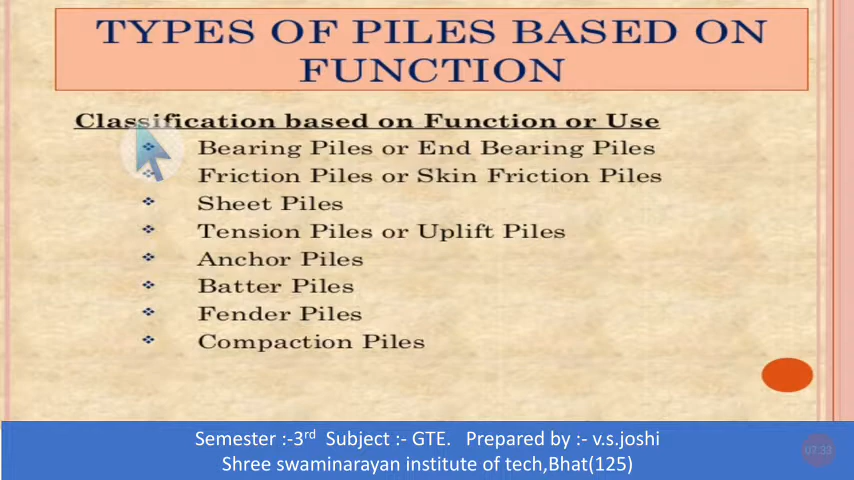 TYPES OF PILES BASED ON
FUNCTION
Classification based on Function or Use
Bearing Piles or End Bearing Piles
Friction Piles or Skin Friction Piles
Sheet Piles
Tension Piles or Uplift Piles
Anchor Piles
Batter Piles
Fender Piles
Compaction Piles
Semester :-3rd Subject :- GTE. Prepared by :- v.s.joshi
Shree swaminarayan institute of tech,Bhat(125)
07:33